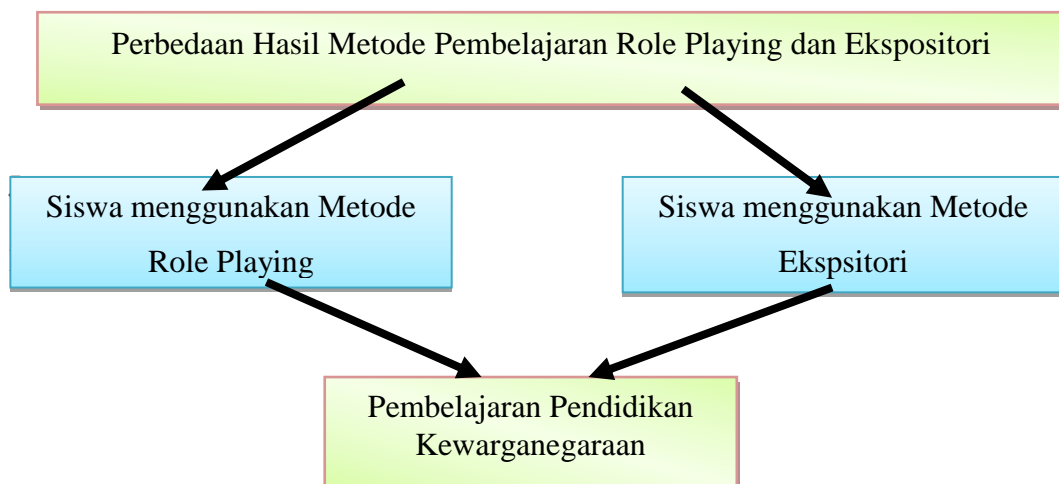 Perbedaan Hasil Metode Pembelajaran Role Playing dan Ekspositori
Siswa menggunakan Metode
Role Playing
Siswa menggunakan Metode
Ekspsitori
Pembelajaran Pendidikan
Kewarganegaraan